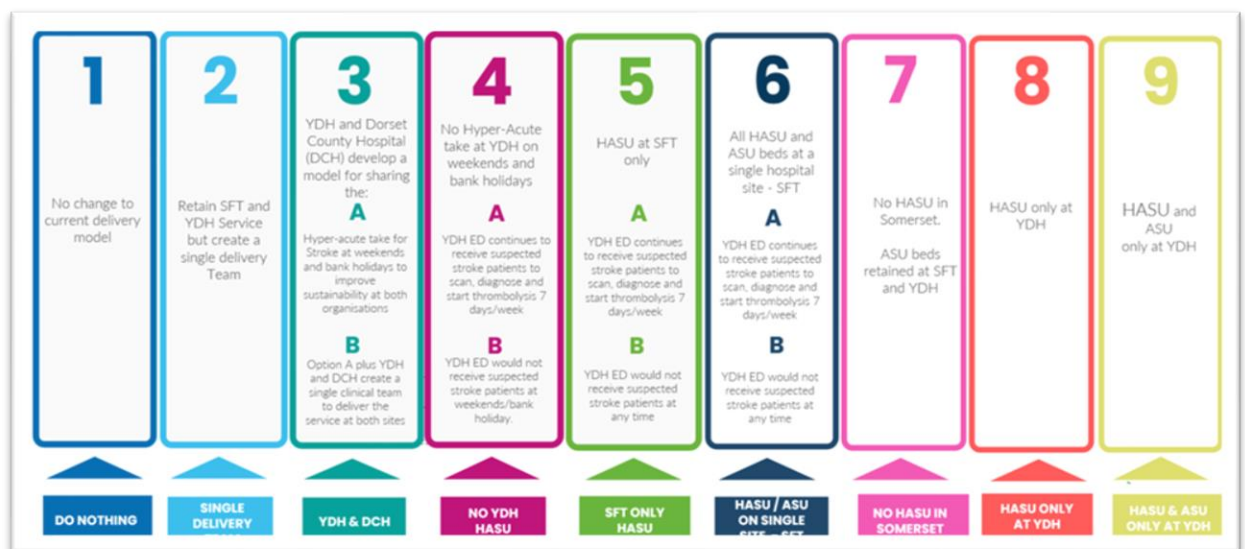 1
No change to
current delivery
model
2
Retain SFT and
YDH Service
but create a
single delivery
Team
3
YDH and Dorset
County Hospital
(DCH) develop a
model for sharing
the:
A
Hyper-acute take for
Stroke at weekends
and bank holidays to
improve
sustainability at both
organisations
B
Option A plus YDH
and DCH create a
single clinical team
to deliver the
service at both sites
4
No Hyper-Acute
take at YDH on
weekends and
bank holidays
A
YDH ED continues to
receive suspected
stroke patients to
scan, diagnose and
start thrombolysis 7
days/week
B
YDH ED would not
receive suspected
stroke patients at
weekends/bank
holiday.
5
HASU at SFT
only
A
YDH ED continues
to receive suspected
stroke patients to
scan, diagnose and
start thrombolysis 7
days/week
B
YDH ED would not
receive suspected
stroke patients at
any time
6
All HASU and
ASU beds at a
single hospital
site - SFT
A
YDH ED continues
to receive suspected
stroke patients to
scan, diagnose and
start thrombolysis 7
days/week
B
YDH ED would not
receive suspected
stroke patients at
any time
7
No HASU in
Somerset.
ASU beds
retained at SFT
and YDH
8
HASU only at
YDH
9
HASU and
ASU
only at YDH
DO NOTHING
SINGLE
DELIVERY
TEAM
YDH & DCH
NO YDH
HASU
SFT ONLY
HASU
HASU / ASU
ON SINGLE
SITE - SFT
NO HASU IN
SOMERSET
HASU ONLY
AT YDH
HASU & ASU
ONLY AT YDH